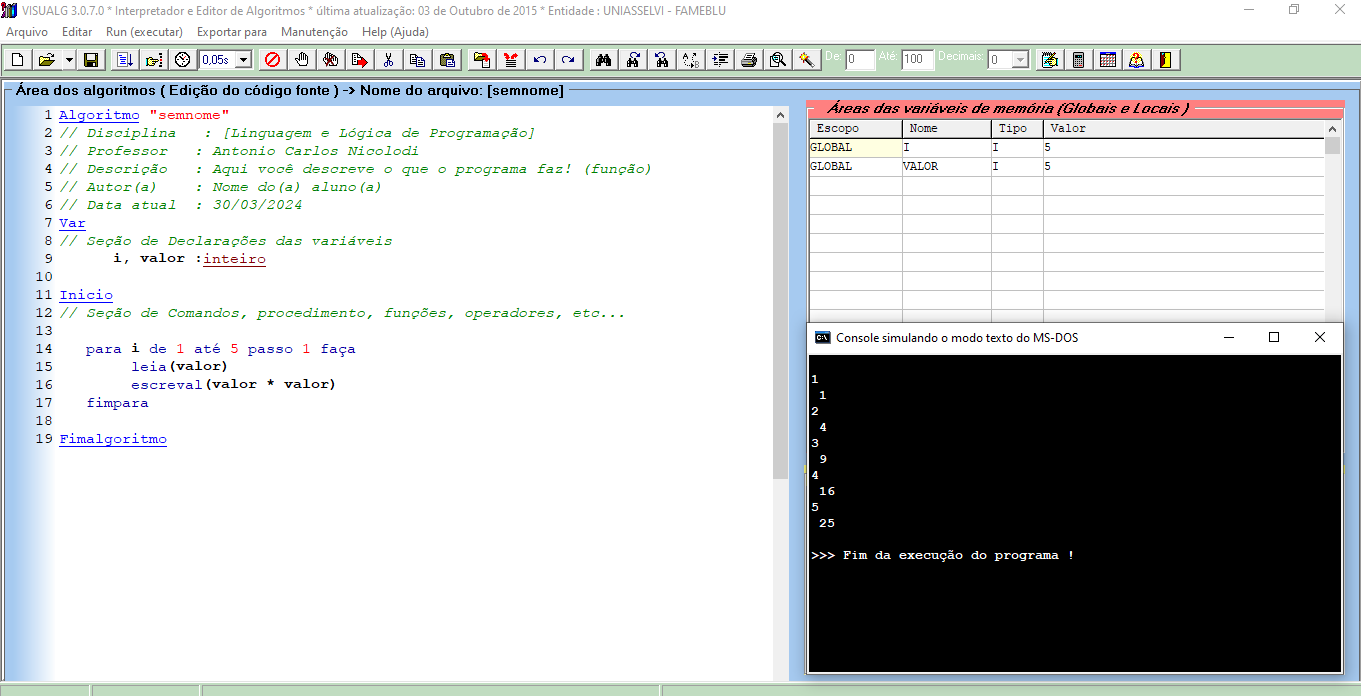 VISUALG 3.0.7.0 * Interpretador e Editor de Algoritmos * última atualização: 03 de Outubro de 2015 * Entidade : UNIASSELVI - FAMEBLU
Arquivo Editar Run (executar) Exportar para Manutenção Help (Ajuda)
0,05s De: 0 Até: 100 Decimais: 0
Área dos algoritmos ( Edição do código fonte ) -> Nome do arquivo: [semnome]
1 Algoritmo "semnome"
2 // Disciplina : [Linguagem e Lógica de Programação]
3 // Professor : Antonio Carlos Nicolodi
4 // Descrição : Aqui você descreve o que o programa faz! (função)
5 // Autor(a) : Nome do(a) aluno(a)
6 // Data atual : 30/03/2024
7 Var
8 // Seção de Declarações das variáveis
9 i, valor :inteiro
10
11 Inicio
12 // Seção de Comandos, procedimento, funções, operadores, etc...
13
14 para i de 1 até 5 passo 1 faça
15 leia(valor)
16 escreval(valor * valor)
17 fimpara
18
19 Fimalgoritmo
Áreas das variáveis de memória (Globais e Locais )
Escopo Nome Tipo Valor
GLOBAL I I 5
GLOBAL VALOR I 5
C:\ Console simulando o modo texto do MS-DOS
1
1
2
4
3
9
4
16
5
25
>>> Fim da execução do programa !